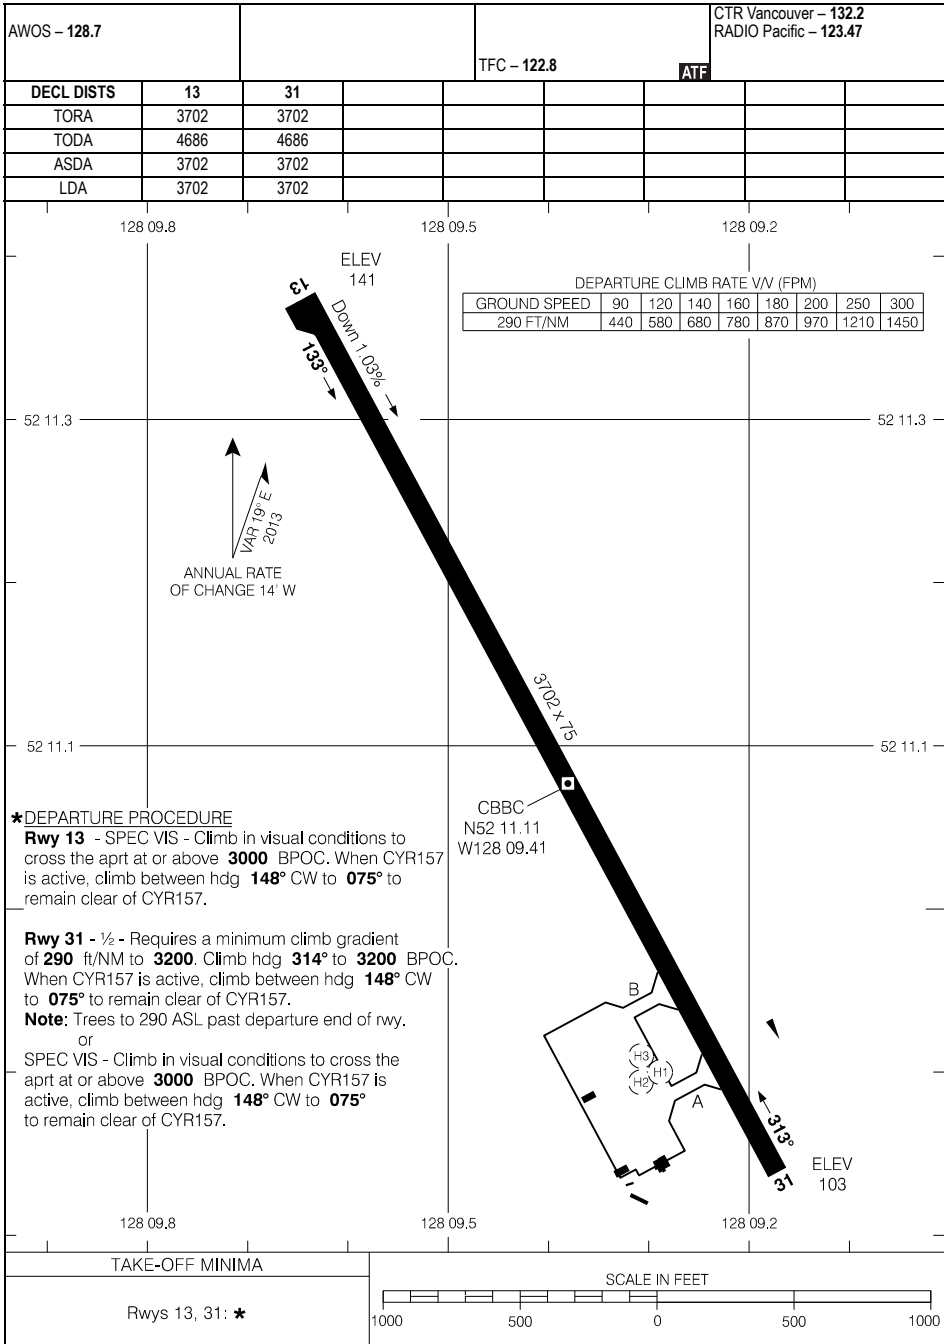 AWOS – 128.7
CTR Vancouver – 132.2
RADIO Pacific – 123.47
TFC – 122.8
ATF
DECL DISTS 13 31
TORA 3702 3702
TODA 4686 4686
ASDA 3702 3702
LDA 3702 3702
128 09.8 128 09.5 128 09.2
ELEV
141
13
Down 1.03%
133°
DEPARTURE CLIMB RATE V/V (FPM)
GROUND SPEED 90 120 140 160 180 200 250 300
290 FT/NM 440 580 680 780 870 970 1210 1450
52 11.3 52 11.3
VAR 19° E
2013
ANNUAL RATE
OF CHANGE 14' W
3702 x 75
52 11.1 52 11.1
CBBC
N52 11.11
W128 09.41
*DEPARTURE PROCEDURE
Rwy 13 - SPEC VIS - Climb in visual conditions to
cross the aprt at or above 3000 BPOC. When CYR157
is active, climb between hdg 148° CW to 075° to
remain clear of CYR157.
Rwy 31 - ½ - Requires a minimum climb gradient
of 290 ft/NM to 3200. Climb hdg 314° to 3200 BPOC.
When CYR157 is active, climb between hdg 148° CW
to 075° to remain clear of CYR157.
Note: Trees to 290 ASL past departure end of rwy.
or
SPEC VIS - Climb in visual conditions to cross the
aprt at or above 3000 BPOC. When CYR157 is
active, climb between hdg 148° CW to 075°
to remain clear of CYR157.
B
H3
H1
H2
A
313°
31
ELEV
103
128 09.8 128 09.5 128 09.2
TAKE-OFF MINIMA
Rwys 13, 31: *
SCALE IN FEET
1000 500 0 500 1000